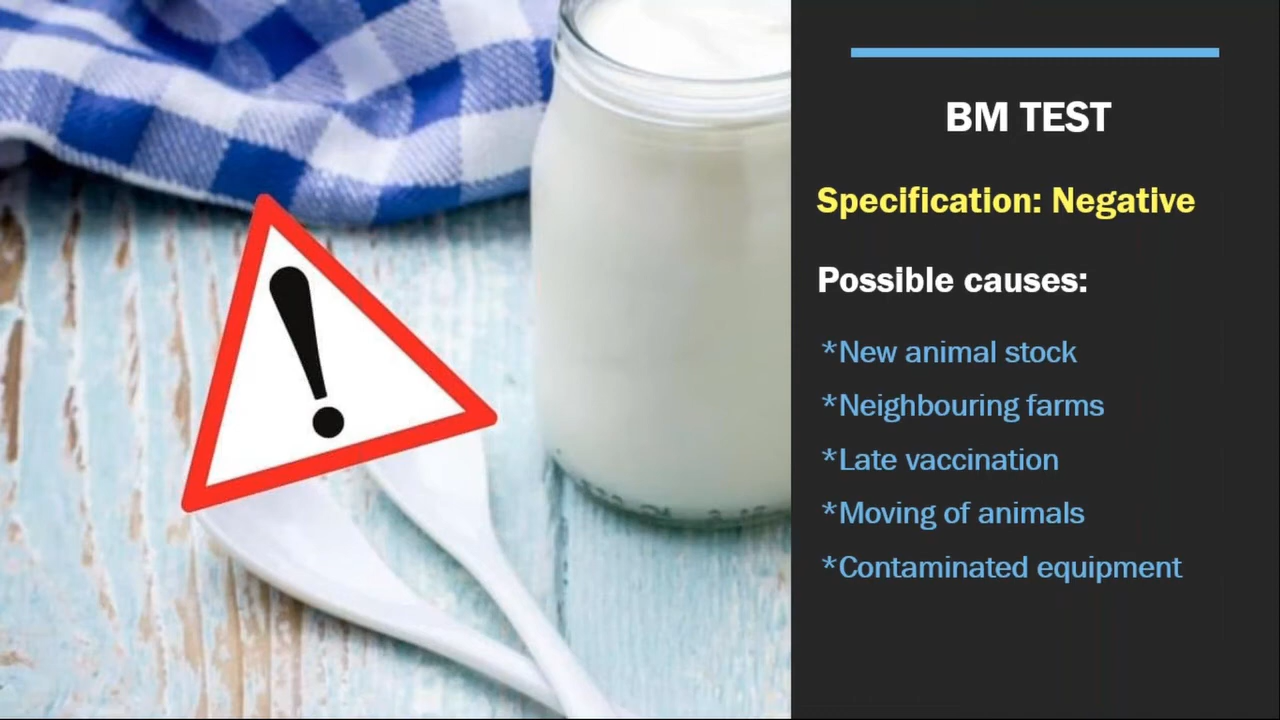 BM TEST
Specification: Negative
Possible causes:
*New animal stock
*Neighbouring farms
*Late vaccination
*Moving of animals
*Contaminated equipment